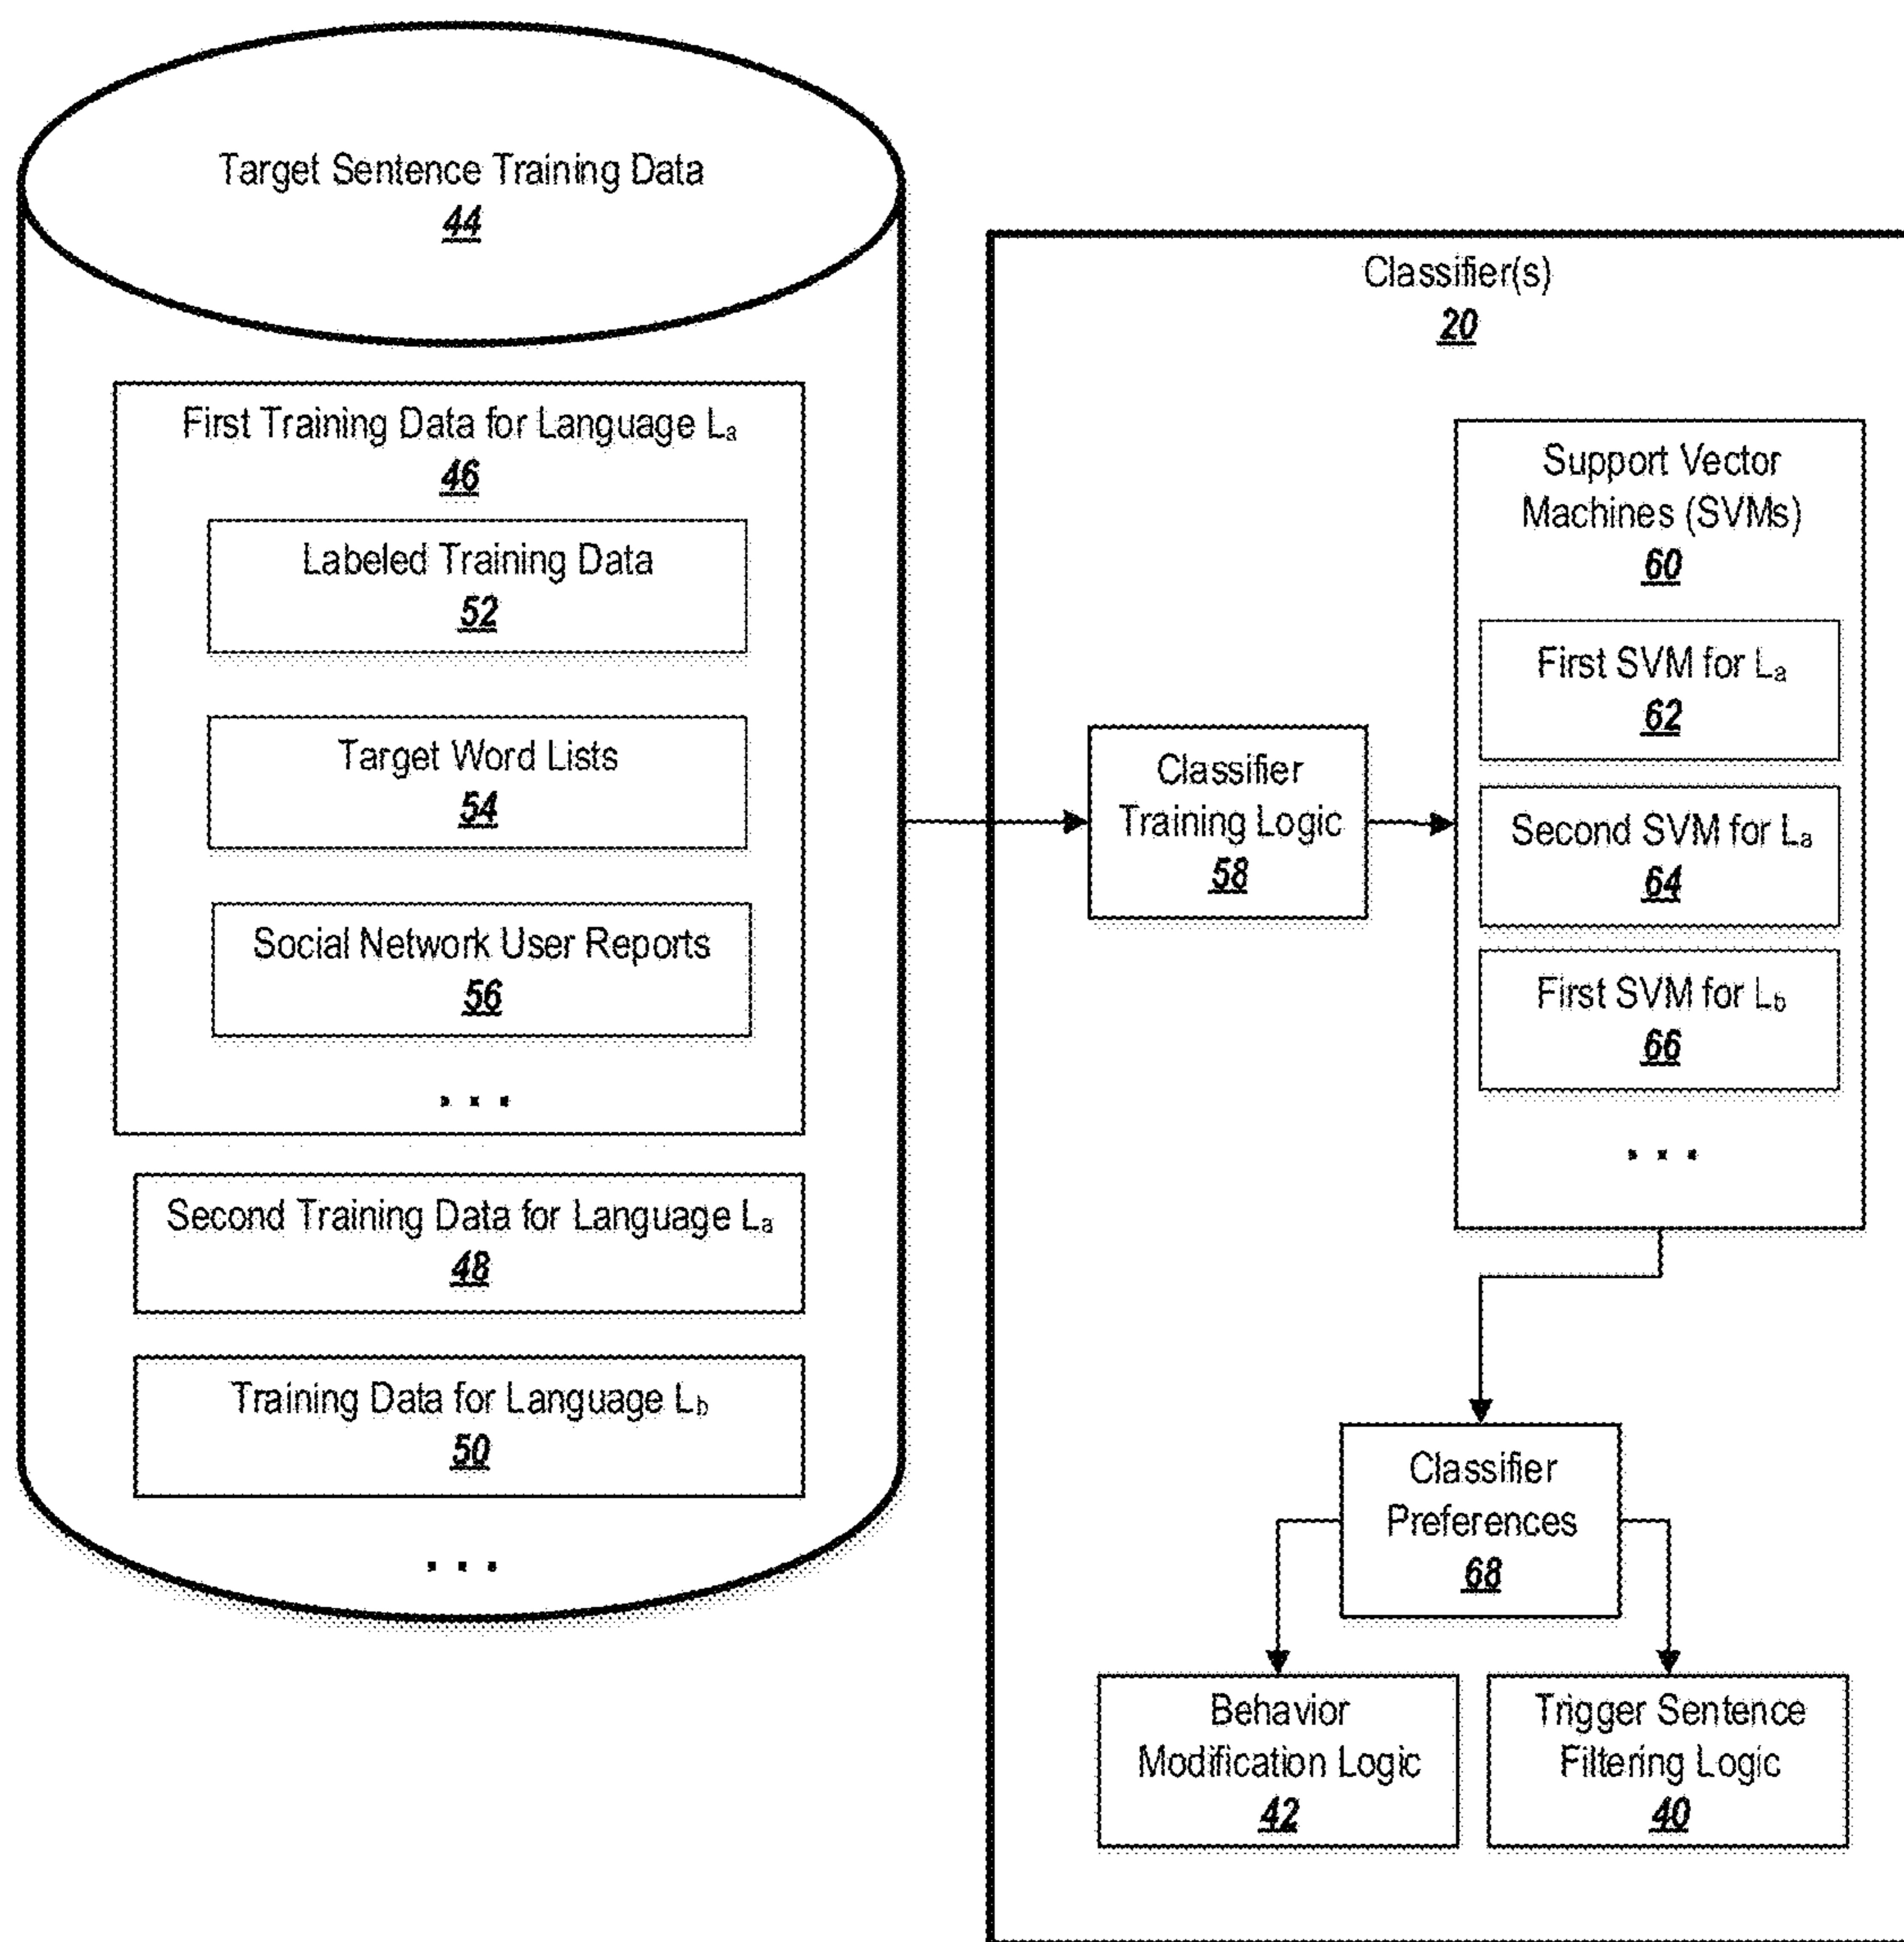 Target Sentence Training Data
44
First Training Data for Language Lₐ
46
Labeled Training Data
52
Target Word Lists
54
Social Network User Reports
56
. . .
Second Training Data for Language Lₐ
48
Training Data for Language L_b
50
. . .
Classifier(s)
20
Classifier
Training Logic
58
Support Vector
Machines (SVMs)
60
First SVM for Lₐ
62
Second SVM for Lₐ
64
First SVM for L_b
66
. . .
Classifier
Preferences
68
Behavior
Modification Logic
42
Trigger Sentence
Filtering Logic
40